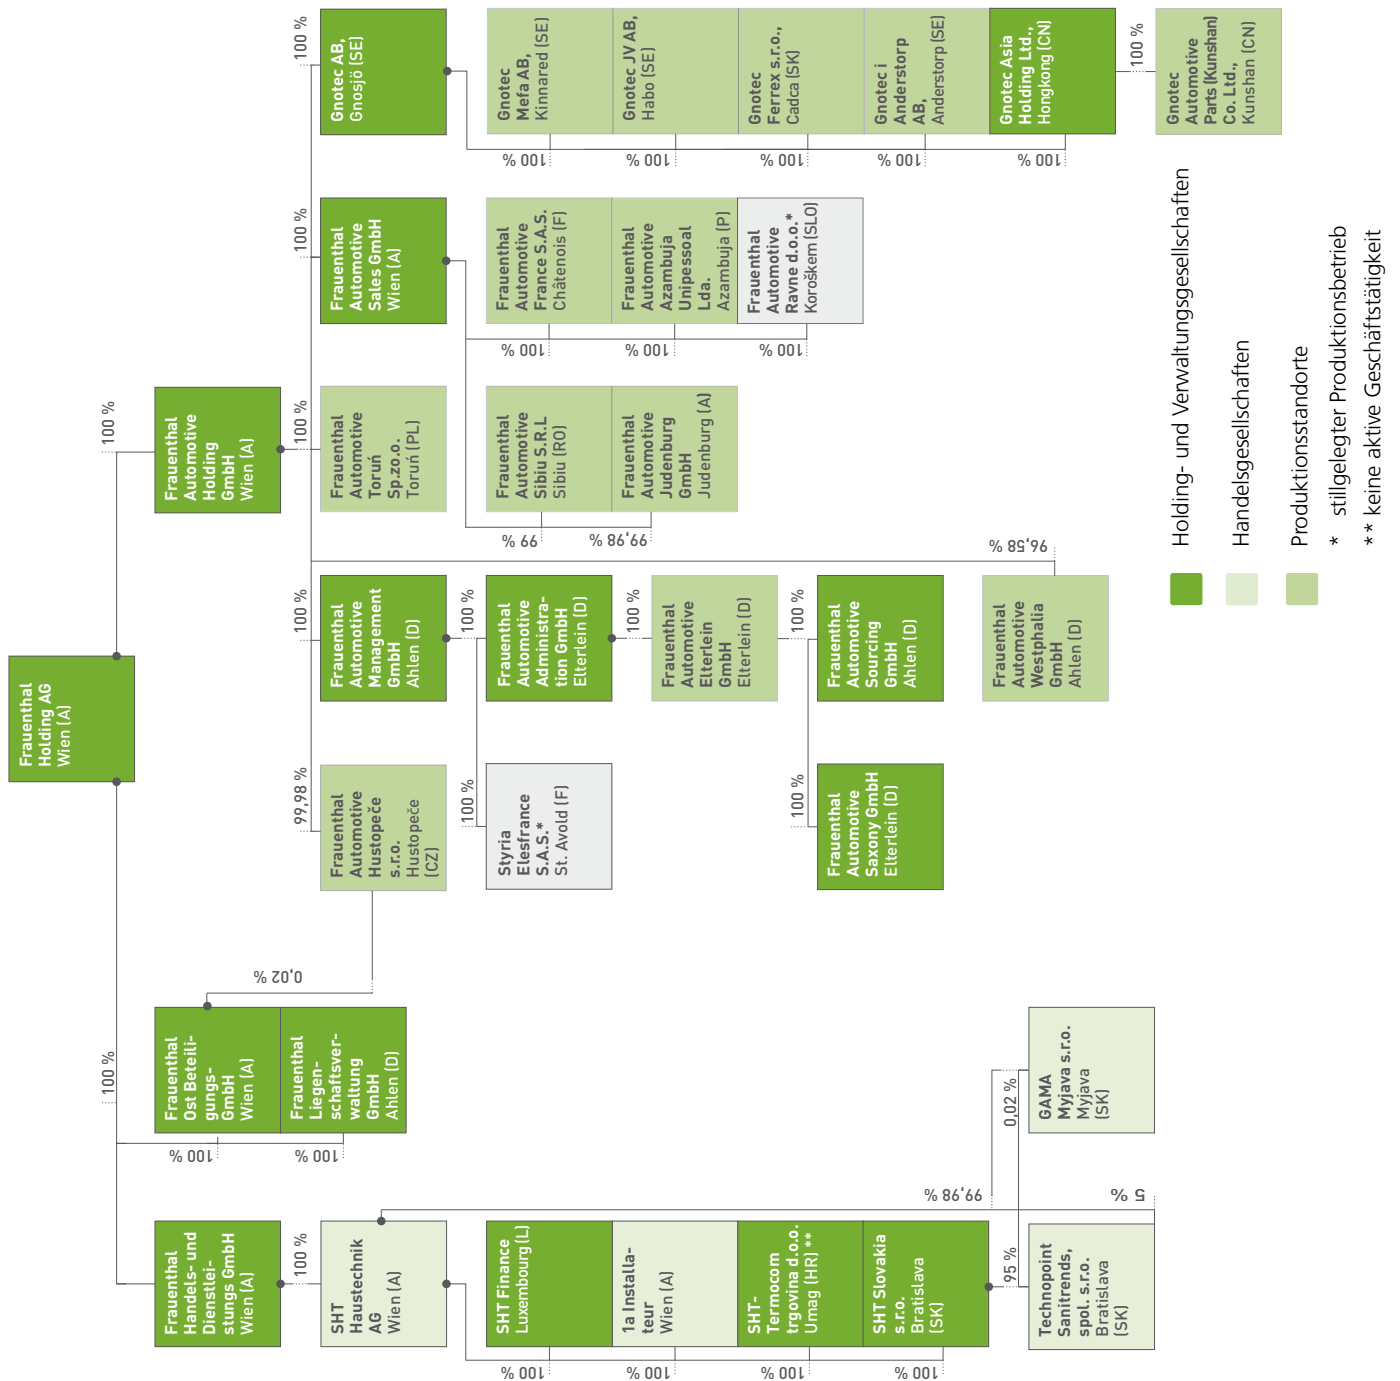 Frauenthal
Holding AG
Wien (A)
100 %
100 %
Frauenthal
Handels- und
Dienstlei-
stungs GmbH
Wien (A)
100 %
SHT
Haustechnik
AG
Wien (A)
SHT Finance
Luxembourg (L)
100 %
1a Installa-
teur
Wien (A)
100 %
SHT-
Termocom
trgovina d.o.o.
Umag (HR) **
100 %
SHT Slovakia
s.r.o.
Bratislava
(SK)
100 %
95 %
Technopoint
Sanitrends,
spol. s.r.o.
Bratislava
(SK)
5 %
99,98 %
0,02 %
GAMA
Myjava s.r.o.
Myjava
(SK)
Frauenthal
Ost Beteili-
gungs-
GmbH
Wien (A)
100 %
Frauenthal
Liegen-
schaftsver-
waltung
GmbH
Ahlen (D)
100 %
0,02 %
Frauenthal
Automotive
Holding
GmbH
Wien (A)
99,98 %
Frauenthal
Automotive
Hustopeče
s.r.o.
Hustopeče
(CZ)
100 %
Frauenthal
Automotive
Management
GmbH
Ahlen (D)
100 %
Styria
Elesfrance
S.A.S.*
St. Avold (F)
100 %
Frauenthal
Automotive
Administra-
tion GmbH
Elterlein (D)
100 %
Frauenthal
Automotive
Elterlein
GmbH
Elterlein (D)
100 %
Frauenthal
Automotive
Saxony GmbH
Elterlein (D)
100 %
Frauenthal
Automotive
Sourcing
GmbH
Ahlen (D)
96,58 %
Frauenthal
Automotive
Westphalia
GmbH
Ahlen (D)
100 %
Frauenthal
Automotive
Toruń
Sp.zo.o.
Toruń (PL)
Frauenthal
Automotive
Sibiu S.R.L
Sibiu (RO)
99 %
Frauenthal
Automotive
Judenburg
GmbH
Judenburg (A)
99,98 %
100 %
Frauenthal
Automotive
Sales GmbH
Wien (A)
Frauenthal
Automotive
France S.A.S.
Châtenois (F)
100 %
Frauenthal
Automotive
Azambuja
Unipessoal
Lda.
Azambuja (P)
100 %
Frauenthal
Automotive
Ravne d.o.o.*
Koroškem (SLO)
100 %
100 %
Gnotec AB,
Gnosjö (SE)
Gnotec
Mefa AB,
Kinnared (SE)
100 %
Gnotec JV AB,
Habo (SE)
100 %
Gnotec
Ferrex s.r.o.,
Cadca (SK)
100 %
Gnotec i
Anderstorp
AB,
Anderstorp (SE)
100 %
Gnotec Asia
Holding Ltd.,
Hongkong (CN)
100 %
100 %
Gnotec
Automotive
Parts (Kunshan)
Co. Ltd.,
Kunshan (CN)
Holding- und Verwaltungsgesellschaften
Handelsgesellschaften
Produktionsstandorte
* stillgelegter Produktionsbetrieb
** keine aktive Geschäftstätigkeit